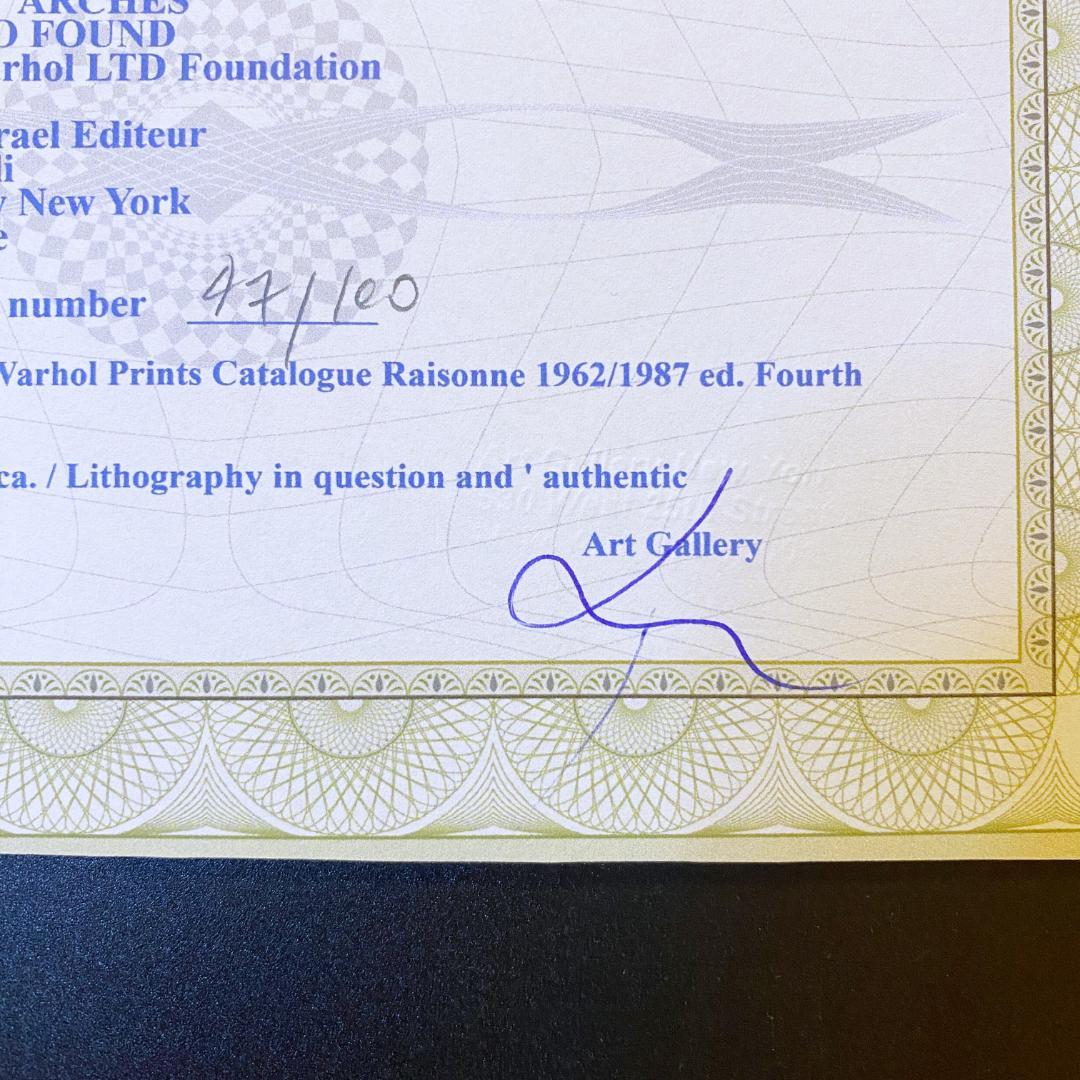 ARCHES
FOUND
rhol LTD Foundation
rael Editeur
li
New York
e
number 47/100
Warhol Prints Catalogue Raisonne 1962/1987 ed. Fourth
ca. / Lithography in question and ' authentic
Art Gallery